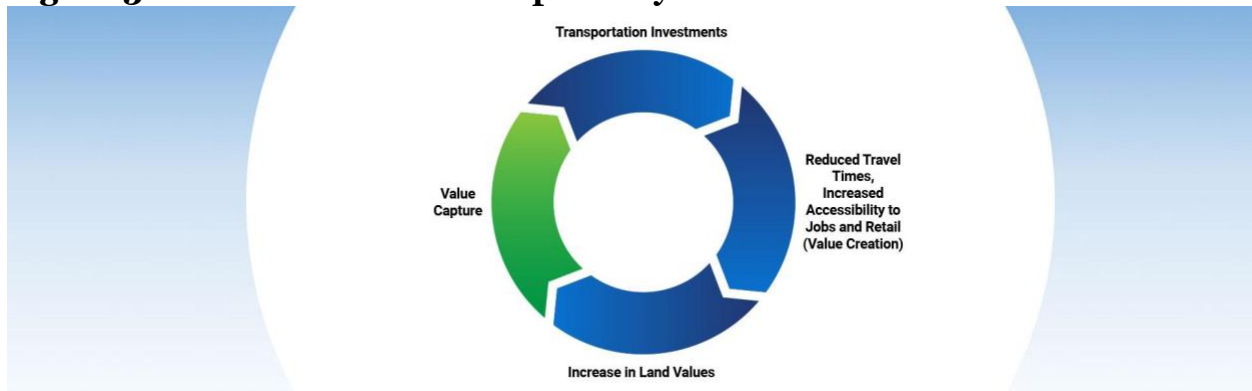 Transportation Investments
Reduced Travel
Times,
Increased
Accessibility to
Jobs and Retail
(Value Creation)
Value
Capture
Increase in Land Values